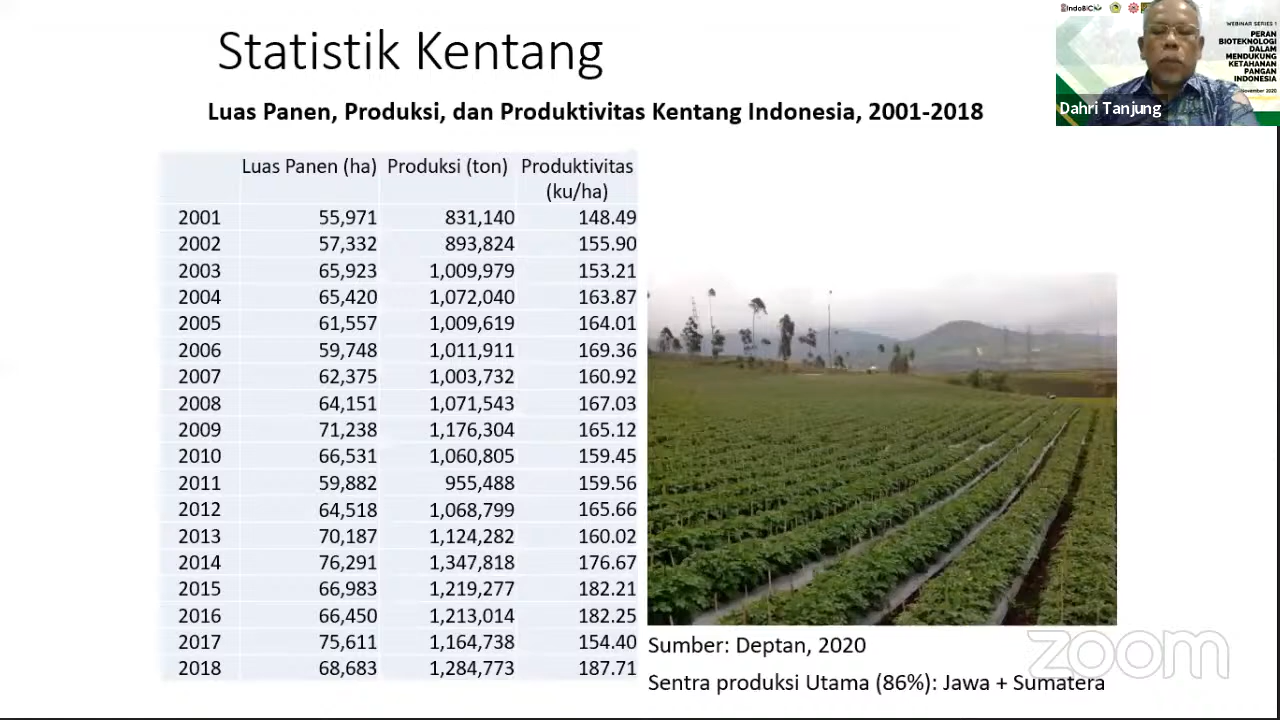 Statistik Kentang
Luas Panen, Produksi, dan Produktivitas Kentang Indonesia, 2001-2018
Luas Panen (ha) Produksi (ton) Produktivitas (ku/ha)
2001 55,971 831,140 148.49
2002 57,332 893,824 155.90
2003 65,923 1,009,979 153.21
2004 65,420 1,072,040 163.87
2005 61,557 1,009,619 164.01
2006 59,748 1,011,911 169.36
2007 62,375 1,003,732 160.92
2008 64,151 1,071,543 167.03
2009 71,238 1,176,304 165.12
2010 66,531 1,060,805 159.45
2011 59,882 955,488 159.56
2012 64,518 1,068,799 165.66
2013 70,187 1,124,282 160.02
2014 76,291 1,347,818 176.67
2015 66,983 1,219,277 182.21
2016 66,450 1,213,014 182.25
2017 75,611 1,164,738 154.40
2018 68,683 1,284,773 187.71
Sumber: Deptan, 2020
Sentra produksi Utama (86%): Jawa + Sumatera
zoom
IndoBIC
WEBINAR SERIES 1
PERAN
BIOTEKNOLOGI
DALAM
MENDUKUNG
KETAHANAN
PANGAN
INDONESIA
November 2020
Dahri Tanjung